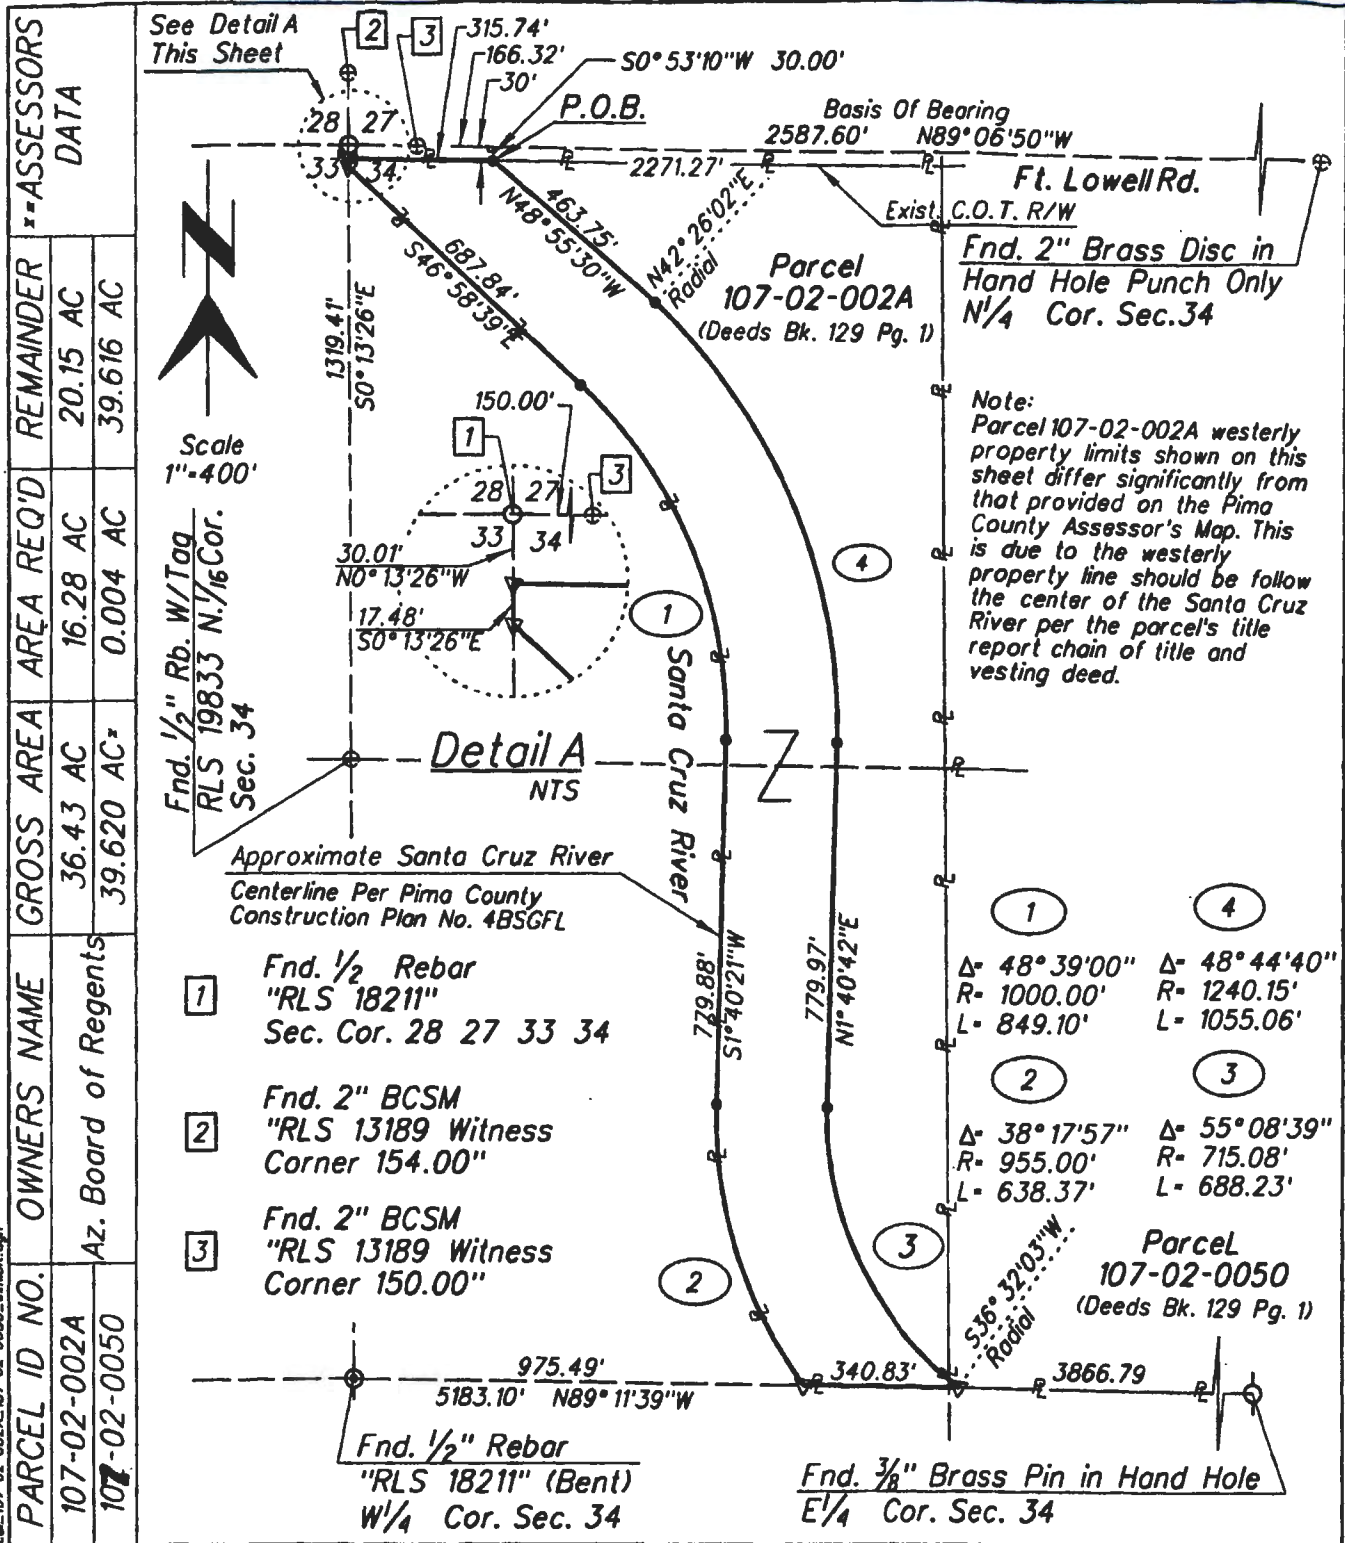 x=ASSESSORS
DATA
REMAINDER
20.15 AC
39.616 AC
AREA REQ'D
16.28 AC
0.004 AC
GROSS AREA
36.43 AC
39.620 AC*
OWNERS NAME
Az. Board of Regents
PARCEL ID NO.
107-02-002A
107-02-0050
See Detail A
This Sheet
2
3
315.74'
166.32'
30'
S0°53'10"W 30.00'
P.O.B.
Basis Of Bearing
2587.60' N89°06'50"W
28 27
33 34
2271.27'
Ft. Lowell Rd.
Exist. C.O.T. R/W
Fnd. 2" Brass Disc in
Hand Hole Punch Only
N1/4 Cor. Sec.34
N
463.75'
N48°55'30"W
N42°26'02"E
Radial
687.84'
S46°58'39"E
1319.41'
S0°13'26"E
Parcel
107-02-002A
(Deeds Bk. 129 Pg. 1)
Scale
1"=400'
Note:
Parcel 107-02-002A westerly
property limits shown on this
sheet differ significantly from
that provided on the Pima
County Assessor's Map. This
is due to the westerly
property line should be follow
the center of the Santa Cruz
River per the parcel's title
report chain of title and
vesting deed.
150.00'
1
3
28 27
33 34
30.01'
N0°13'26"W
17.48'
S0°13'26"E
Detail A
NTS
1
4
Santa Cruz River
Fnd. 1/2" Rb. W/Tag
RLS 19833 N.1/16 Cor.
Sec. 34
Approximate Santa Cruz River
Centerline Per Pima County
Construction Plan No. 4BSGFL
779.88'
S1°40'21"W
779.97'
N1°40'42"E
1
Δ= 48°39'00"
R= 1000.00'
L= 849.10'
4
Δ= 48°44'40"
R= 1240.15'
L= 1055.06'
2
Δ= 38°17'57"
R= 955.00'
L= 638.37'
3
Δ= 55°08'39"
R= 715.08'
L= 688.23'
1
Fnd. 1/2 Rebar
"RLS 18211"
Sec. Cor. 28 27 33 34
2
Fnd. 2" BCSM
"RLS 13189 Witness
Corner 154.00"
3
Fnd. 2" BCSM
"RLS 13189 Witness
Corner 150.00"
2
3
S36°32'03"W
Radial
Parcel
107-02-0050
(Deeds Bk. 129 Pg. 1)
975.49'
5183.10' N89°11'39"W
340.83'
3866.79
Fnd. 1/2" Rebar
"RLS 18211" (Bent)
W1/4 Cor. Sec. 34
Fnd. 3/8" Brass Pin in Hand Hole
E1/4 Cor. Sec. 34